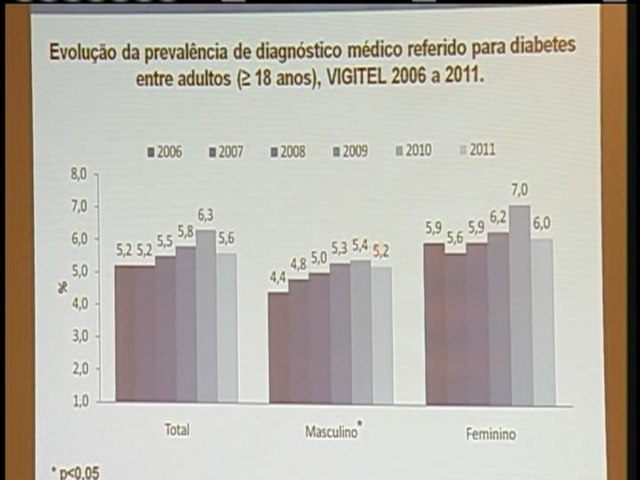 Evolução da prevalência de diagnóstico médico referido para diabetes
entre adultos (≥ 18 anos), VIGITEL 2006 a 2011.
2006 2007 2008 2009 2010 2011
8,0
7,0
6,0
5,0
4,0
3,0
2,0
1,0
%
5,2 5,2 5,5 5,8 6,3 5,6
4,4 4,8 5,0 5,3 5,4 5,2
5,9 5,6 5,9 6,2 7,0 6,0
Total Masculino* Feminino
* p<0,05